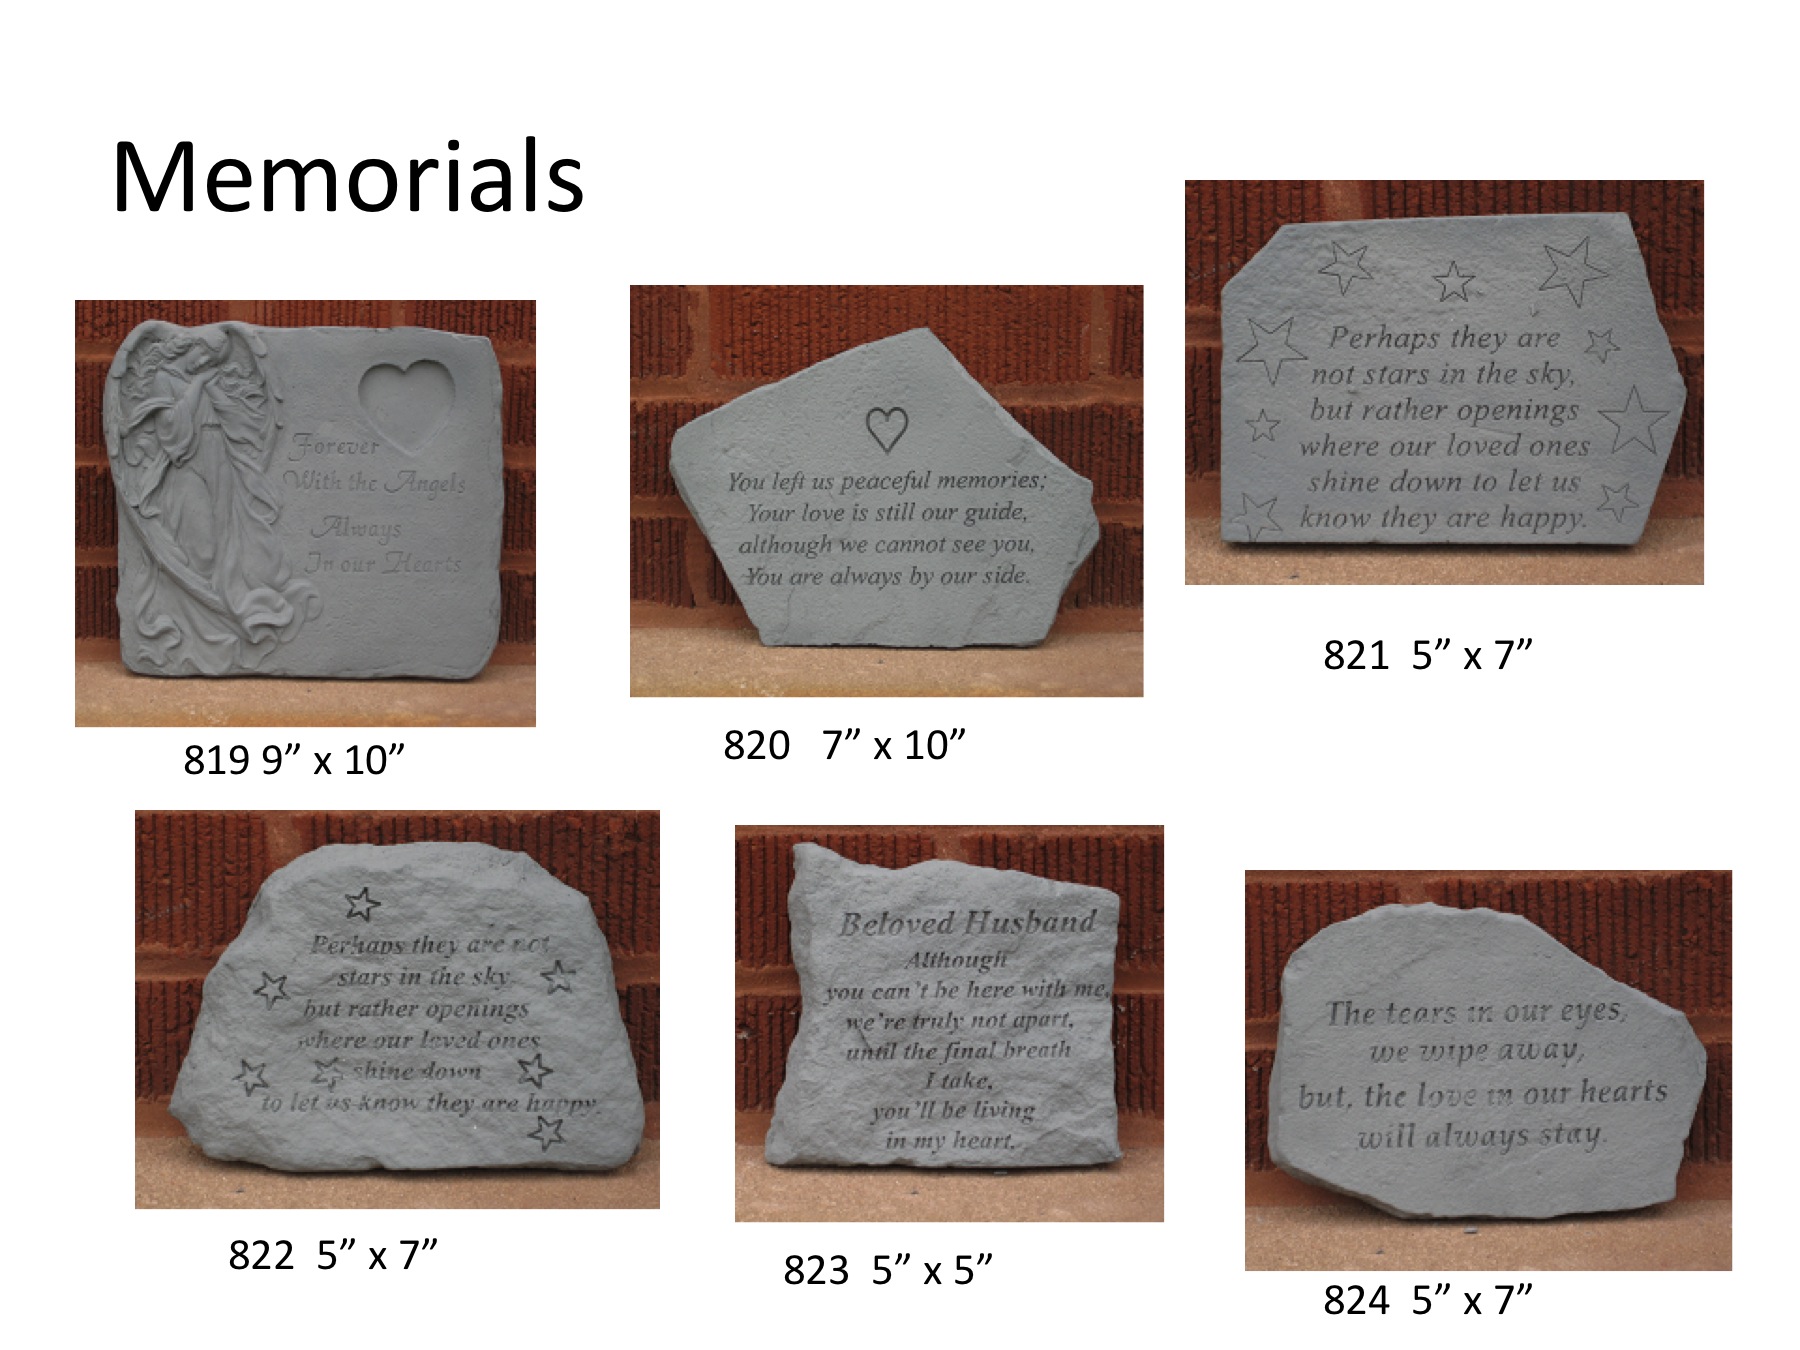 Memorials
Forever
With the Angels
Always
In our Hearts
819 9” x 10”
You left us peaceful memories;
Your love is still our guide,
although we cannot see you,
You are always by our side.
820 7” x 10”
Perhaps they are
not stars in the sky,
but rather openings
where our loved ones
shine down to let us
know they are happy.
821 5” x 7”
Perhaps they are not
stars in the sky
but rather openings
where our loved ones
shine down
to let us know they are happy.
822 5” x 7”
Beloved Husband
Although
you can't be here with me,
we're truly not apart,
until the final breath
I take,
you'll be living
in my heart.
823 5” x 5”
The tears in our eyes,
we wipe away,
but, the love in our hearts
will always stay.
824 5” x 7”